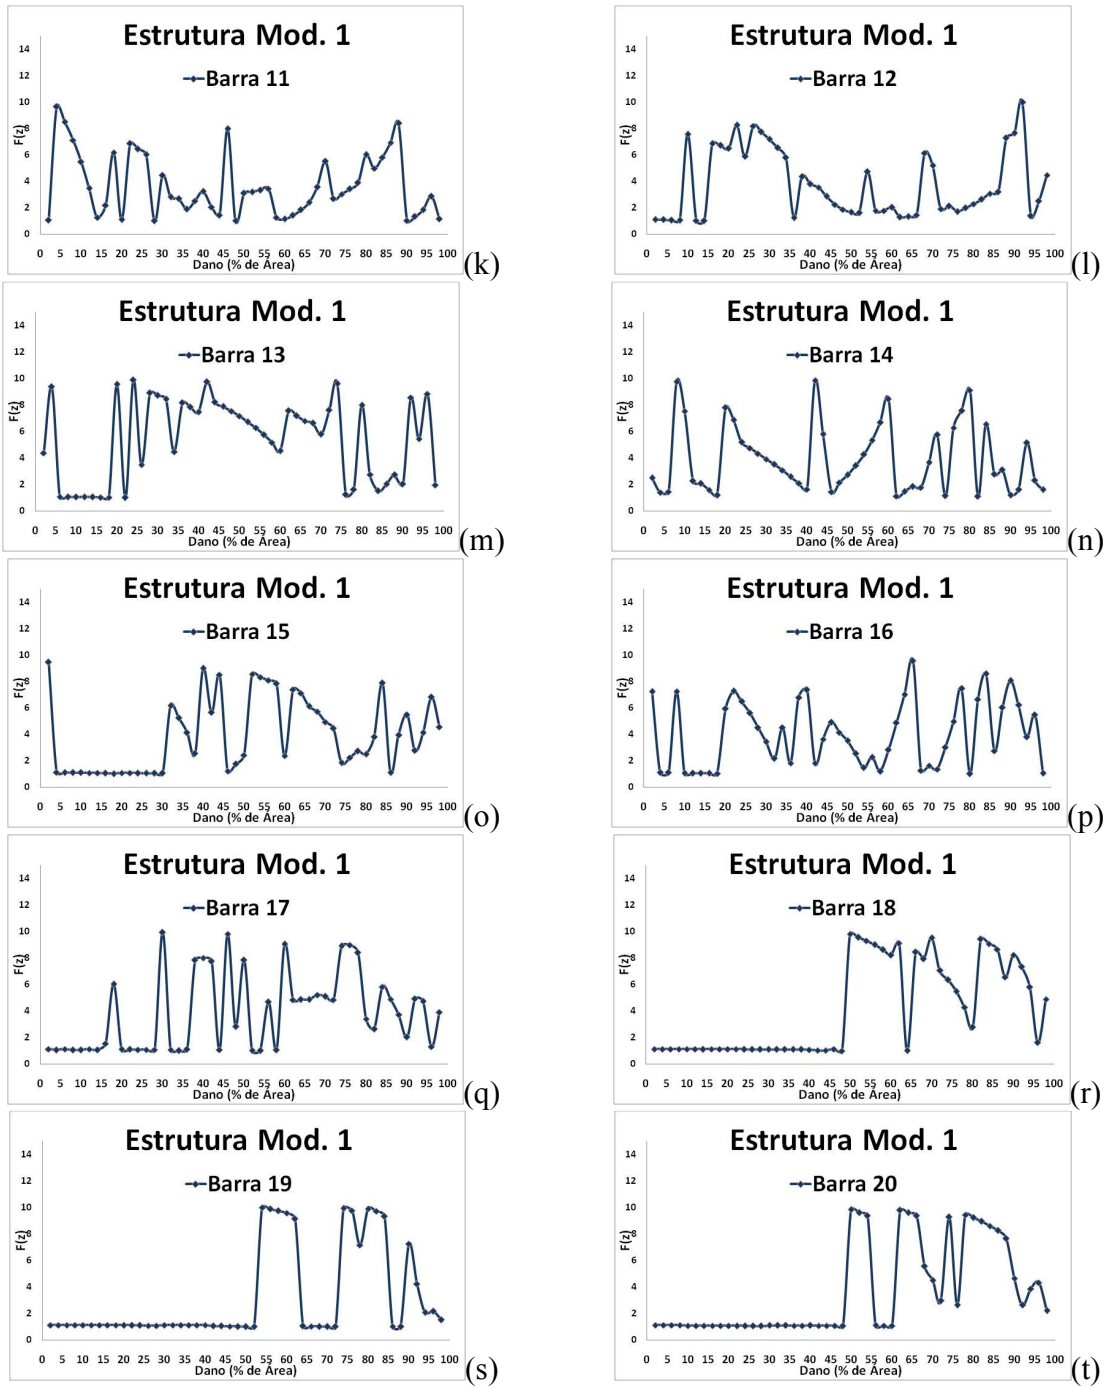 Estrutura Mod. 1
Barra 11
F(z)
14
12
10
8
6
4
2
0
0 5 10 15 20 25 30 35 40 45 50 55 60 65 70 75 80 85 90 95 100
Dano (% de Área)
(k)
Estrutura Mod. 1
Barra 12
F(z)
14
12
10
8
6
4
2
0
0 5 10 15 20 25 30 35 40 45 50 55 60 65 70 75 80 85 90 95 100
Dano (% de Área)
(l)
Estrutura Mod. 1
Barra 13
F(z)
14
12
10
8
6
4
2
0
0 5 10 15 20 25 30 35 40 45 50 55 60 65 70 75 80 85 90 95 100
Dano (% de Área)
(m)
Estrutura Mod. 1
Barra 14
F(z)
14
12
10
8
6
4
2
0
0 5 10 15 20 25 30 35 40 45 50 55 60 65 70 75 80 85 90 95 100
Dano (% de Área)
(n)
Estrutura Mod. 1
Barra 15
F(z)
14
12
10
8
6
4
2
0
0 5 10 15 20 25 30 35 40 45 50 55 60 65 70 75 80 85 90 95 100
Dano (% de Área)
(o)
Estrutura Mod. 1
Barra 16
F(z)
14
12
10
8
6
4
2
0
0 5 10 15 20 25 30 35 40 45 50 55 60 65 70 75 80 85 90 95 100
Dano (% de Área)
(p)
Estrutura Mod. 1
Barra 17
F(z)
14
12
10
8
6
4
2
0
0 5 10 15 20 25 30 35 40 45 50 55 60 65 70 75 80 85 90 95 100
Dano (% de Área)
(q)
Estrutura Mod. 1
Barra 18
F(z)
14
12
10
8
6
4
2
0
0 5 10 15 20 25 30 35 40 45 50 55 60 65 70 75 80 85 90 95 100
Dano (% de Área)
(r)
Estrutura Mod. 1
Barra 19
F(z)
14
12
10
8
6
4
2
0
0 5 10 15 20 25 30 35 40 45 50 55 60 65 70 75 80 85 90 95 100
Dano (% de Área)
(s)
Estrutura Mod. 1
Barra 20
F(z)
14
12
10
8
6
4
2
0
0 5 10 15 20 25 30 35 40 45 50 55 60 65 70 75 80 85 90 95 100
Dano (% de Área)
(t)